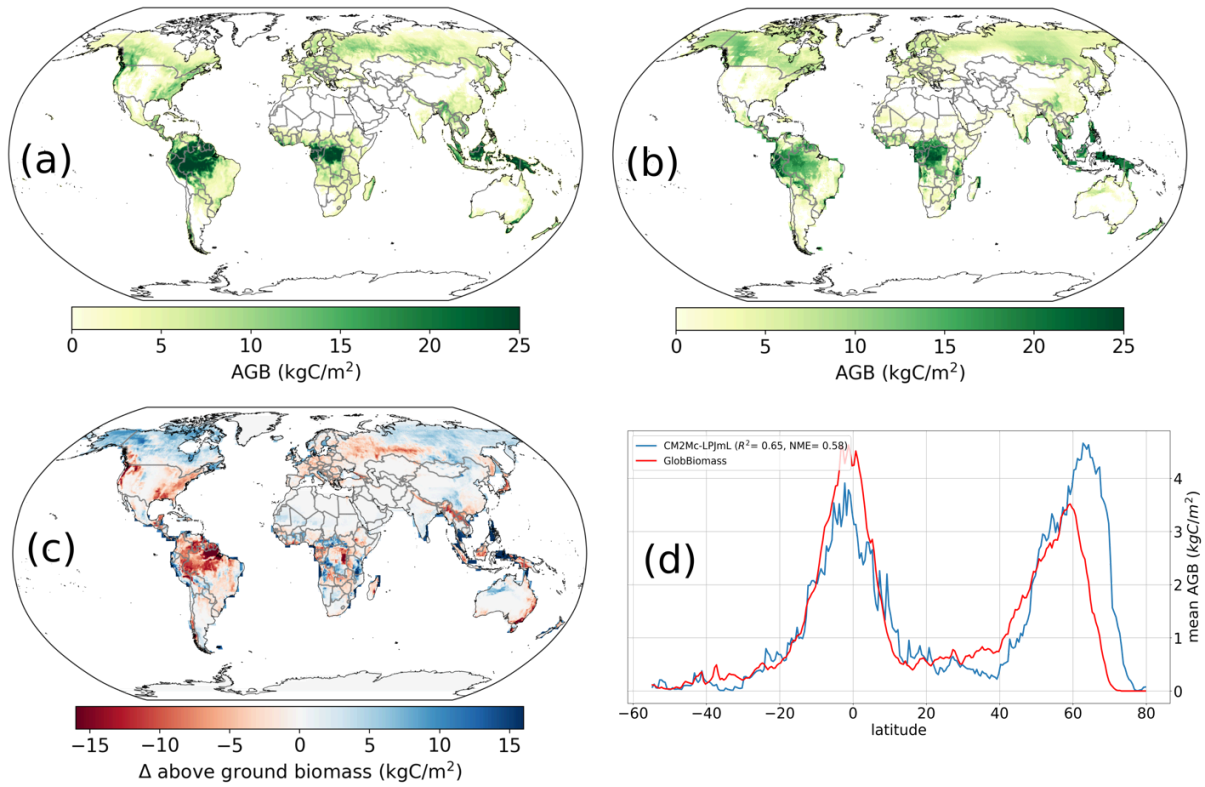 (a)
(b)
0 5 10 15 20 25
AGB (kgC/m²)
0 5 10 15 20 25
AGB (kgC/m²)
(c)
−15 −10 −5 0 5 10 15
Δ above ground biomass (kgC/m²)
CM2Mc-LPJmL (R²= 0.65, NME= 0.58)
GlobBiomass
(d)
4
3
2
1
0
mean AGB (kgC/m²)
−60 −40 −20 0 20 40 60 80
latitude